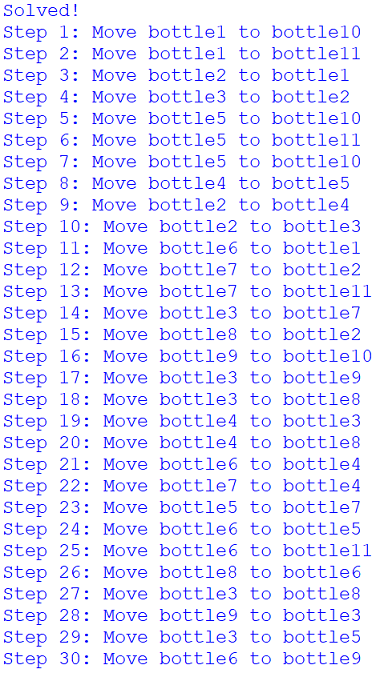 Solved!
Step 1: Move bottle1 to bottle10
Step 2: Move bottle1 to bottle11
Step 3: Move bottle2 to bottle1
Step 4: Move bottle3 to bottle2
Step 5: Move bottle5 to bottle10
Step 6: Move bottle5 to bottle11
Step 7: Move bottle5 to bottle10
Step 8: Move bottle4 to bottle5
Step 9: Move bottle2 to bottle4
Step 10: Move bottle2 to bottle3
Step 11: Move bottle6 to bottle1
Step 12: Move bottle7 to bottle2
Step 13: Move bottle7 to bottle11
Step 14: Move bottle3 to bottle7
Step 15: Move bottle8 to bottle2
Step 16: Move bottle9 to bottle10
Step 17: Move bottle3 to bottle9
Step 18: Move bottle3 to bottle8
Step 19: Move bottle4 to bottle3
Step 20: Move bottle4 to bottle8
Step 21: Move bottle6 to bottle4
Step 22: Move bottle7 to bottle4
Step 23: Move bottle5 to bottle7
Step 24: Move bottle6 to bottle5
Step 25: Move bottle6 to bottle11
Step 26: Move bottle8 to bottle6
Step 27: Move bottle3 to bottle8
Step 28: Move bottle9 to bottle3
Step 29: Move bottle3 to bottle5
Step 30: Move bottle6 to bottle9